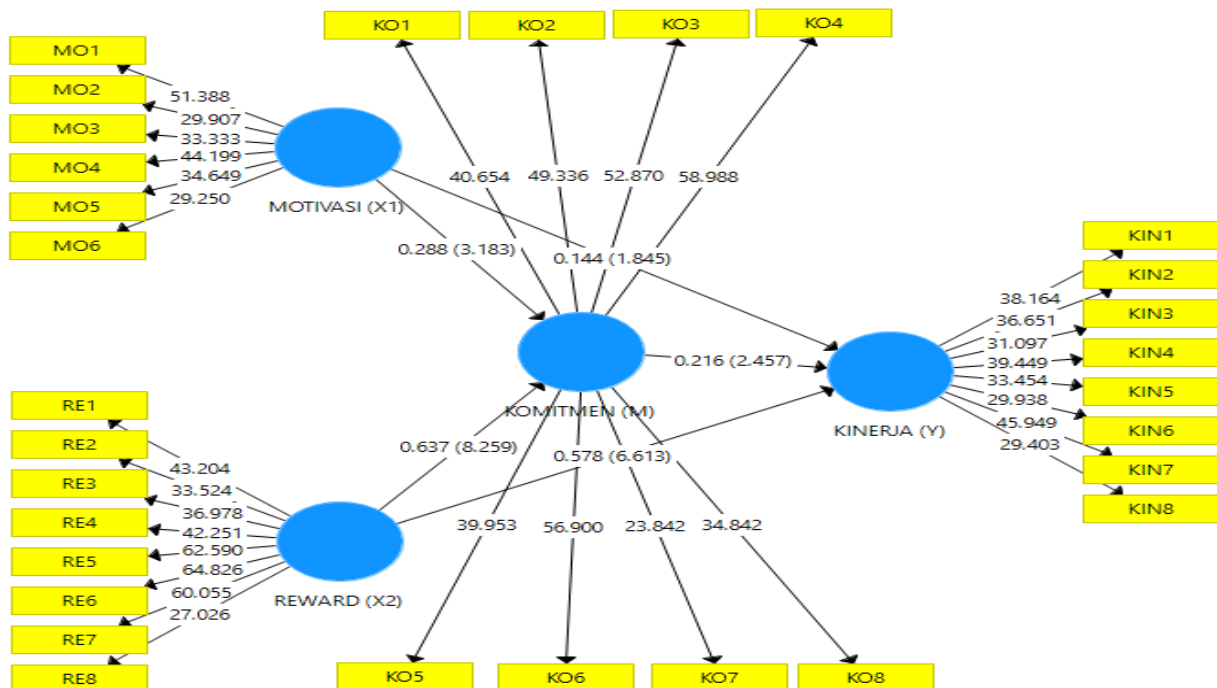 KO1
KO2
KO3
KO4
MO1
MO2
MO3
MO4
MO5
MO6
51.388
29.907
33.333
44.199
34.649
29.250
MOTIVASI (X1)
40.654
49.336
52.870
58.988
0.288 (3.183)
0.144 (1.845)
KIN1
KIN2
KIN3
KIN4
KIN5
KIN6
KIN7
KIN8
38.164
36.651
31.097
39.449
33.454
29.938
45.949
29.403
0.216 (2.457)
KOMITMEN (M)
KINERJA (Y)
RE1
RE2
RE3
RE4
RE5
RE6
RE7
RE8
43.204
33.524
36.978
42.251
62.590
64.826
60.055
27.026
0.637 (8.259)
0.578 (6.613)
REWARD (X2)
39.953
56.900
23.842
34.842
KO5
KO6
KO7
KO8